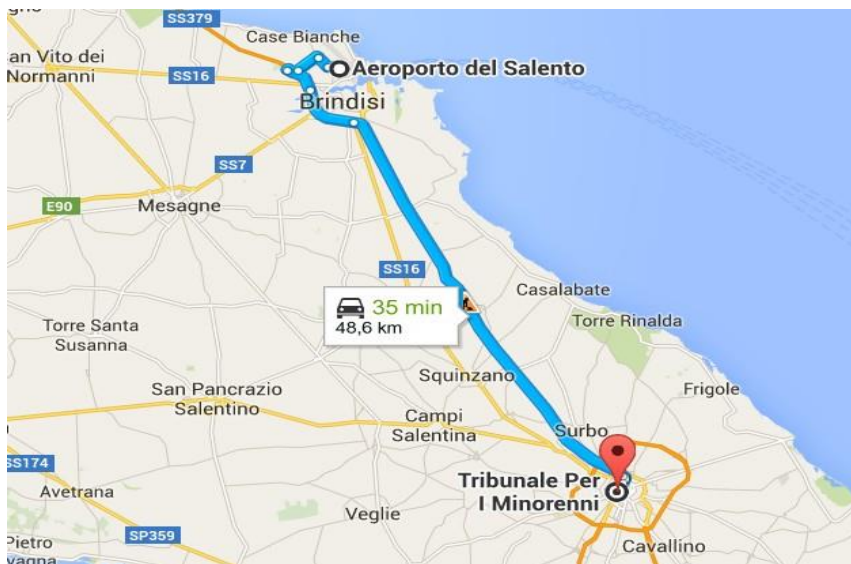 gno
SS379
Case Bianche
an Vito dei
Normanni
SS16
Aeroporto del Salento
Brindisi
SS7
Mesagne
E90
SS16
35 min
48,6 km
Casalabate
Torre Rinalda
Torre Santa
Susanna
Squinzano
San Pancrazio
Salentino
Frigole
Campi
Salentina
Surbo
SS174
Tribunale Per
I Minorenni
Avetrana
Veglie
SP359
Pietro
vagna
Cavallino